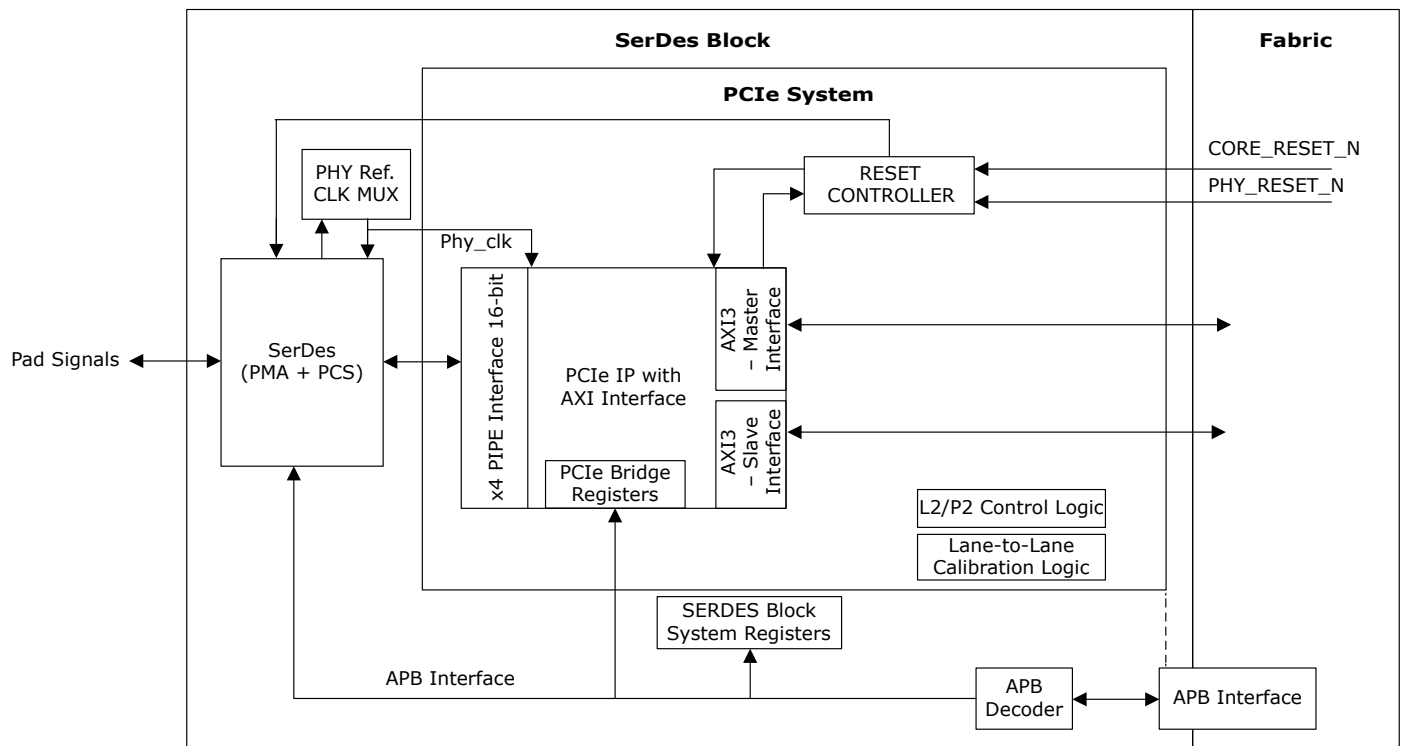 SerDes Block
Fabric
PCIe System
CORE_RESET_N
PHY Ref.
CLK MUX
RESET
CONTROLLER
PHY_RESET_N
Phy_clk
x4 PIPE Interface 16-bit
AXI3
– Master
Interface
Pad Signals
SerDes
(PMA + PCS)
PCIe IP with
AXI Interface
AXI3
– Slave
Interface
PCIe Bridge
Registers
L2/P2 Control Logic
Lane-to-Lane
Calibration Logic
SERDES Block
System Registers
APB Interface
APB
Decoder
APB Interface